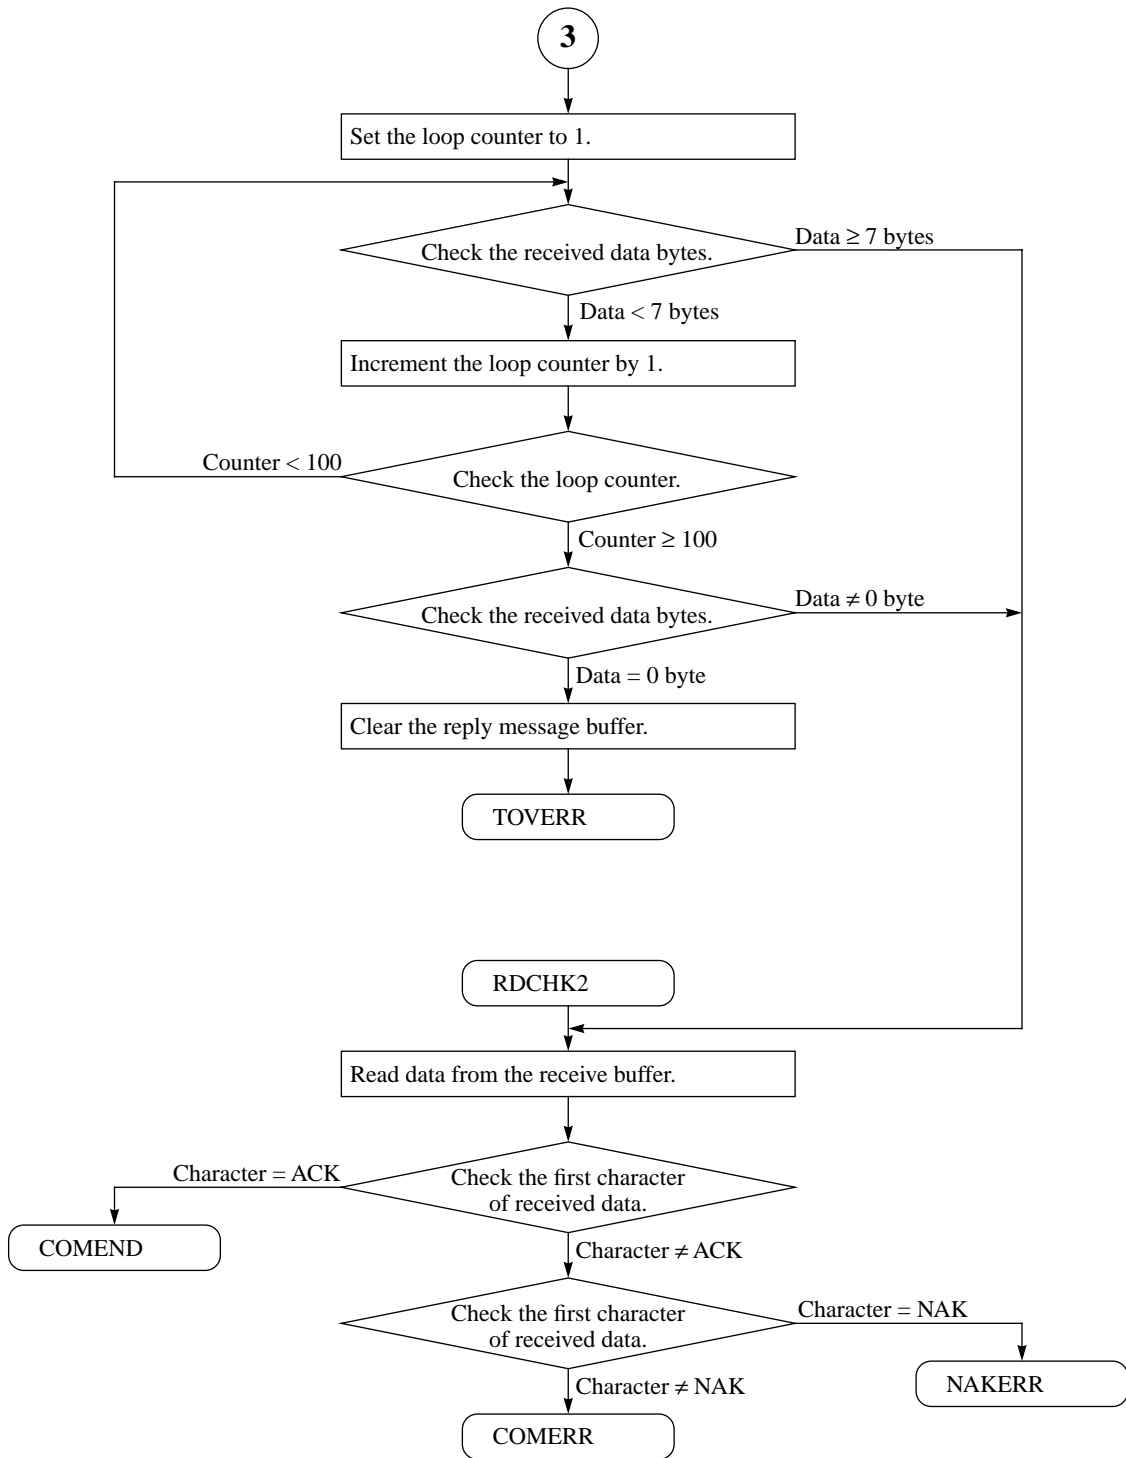 3
Set the loop counter to 1.
Data ≥ 7 bytes
Check the received data bytes.
Data < 7 bytes
Increment the loop counter by 1.
Counter < 100
Check the loop counter.
Counter ≥ 100
Data ≠ 0 byte
Check the received data bytes.
Data = 0 byte
Clear the reply message buffer.
TOVERR
RDCHK2
Read data from the receive buffer.
Character = ACK
Check the first character
of received data.
COMEND
Character ≠ ACK
Character = NAK
Check the first character
of received data.
Character ≠ NAK
NAKERR
COMERR